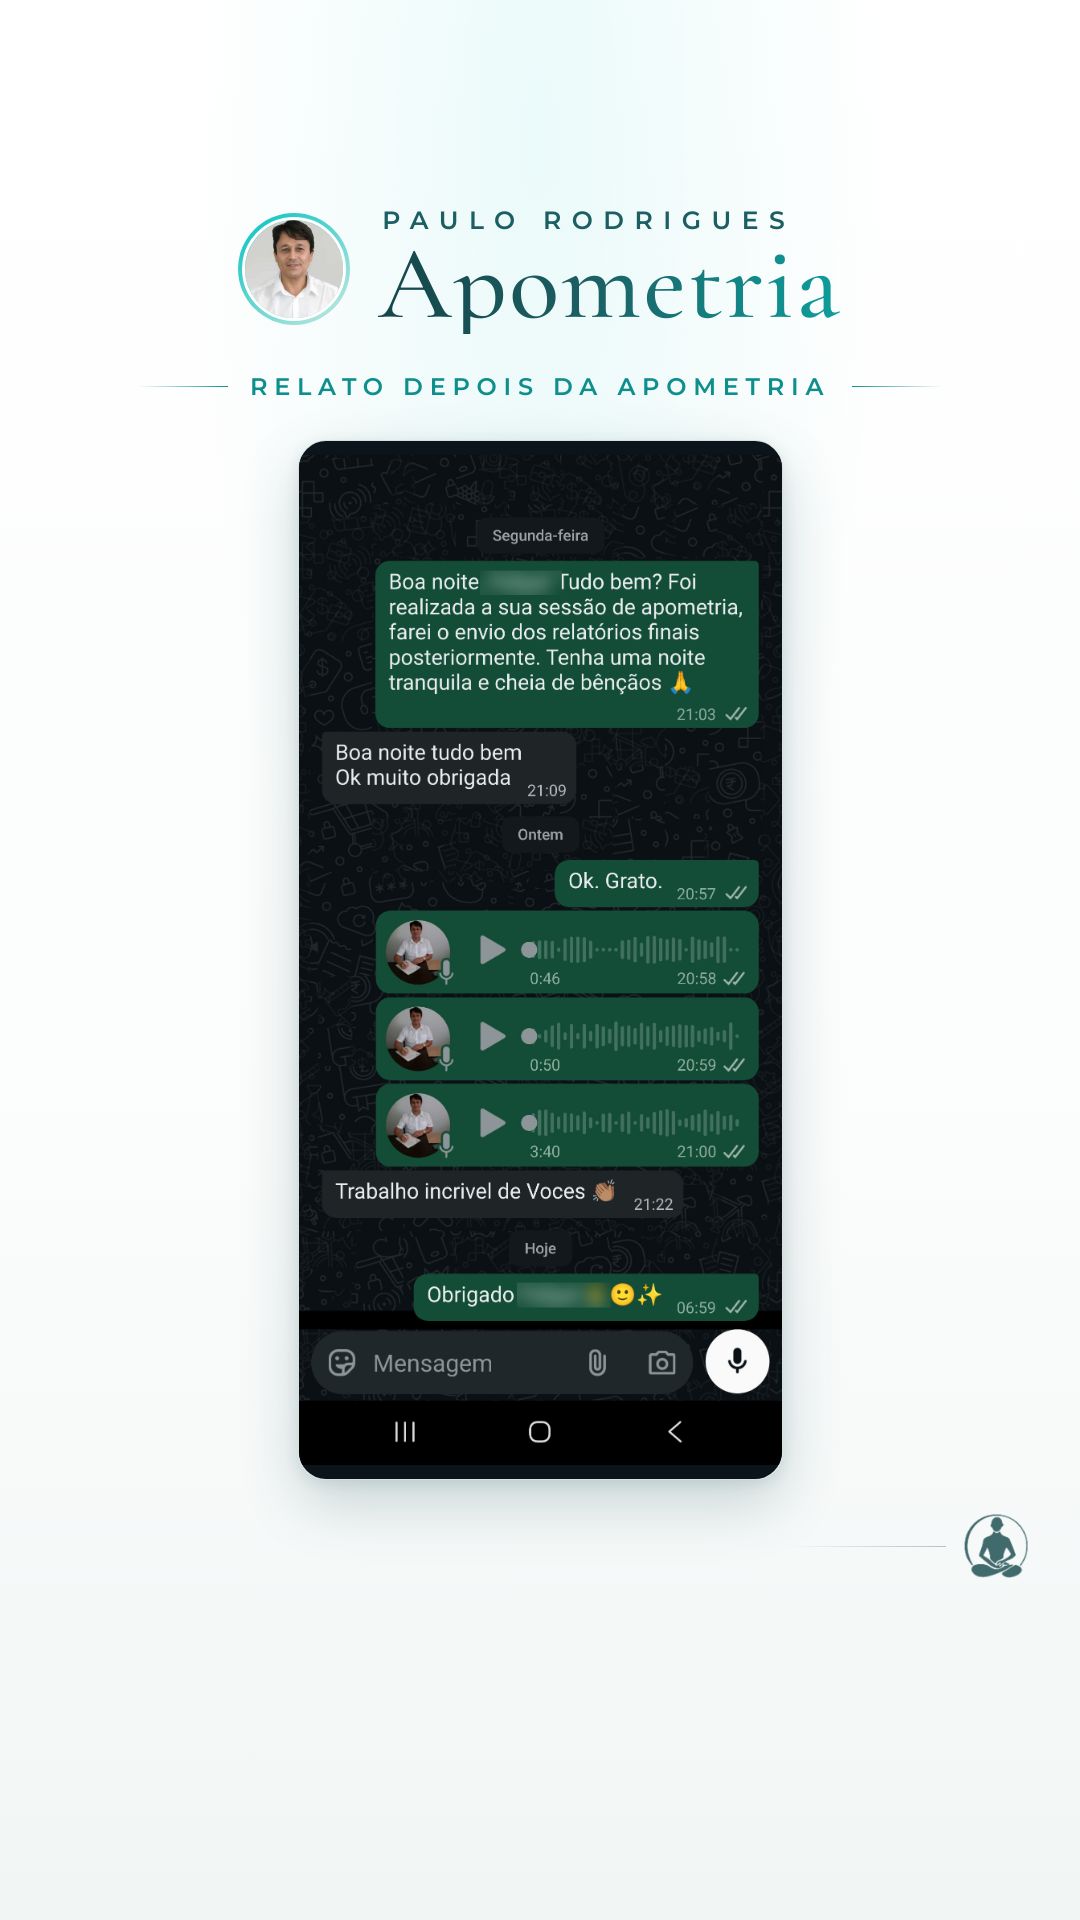 PAULO RODRIGUES
Apometria
RELATO DEPOIS DA APOMETRIA
Segunda-feira
Boa noite Tudo bem? Foi
realizada a sua sessão de apometria,
farei o envio dos relatórios finais
posteriormente. Tenha uma noite
tranquila e cheia de bênçãos 🙏
21:03
Boa noite tudo bem
Ok muito obrigada
21:09
Ontem
Ok. Grato.
20:57
0:46
20:58
0:50
20:59
3:40
21:00
Trabalho incrivel de Voces 👏🏽
21:22
Hoje
Obrigado 🙂✨
06:59
Mensagem